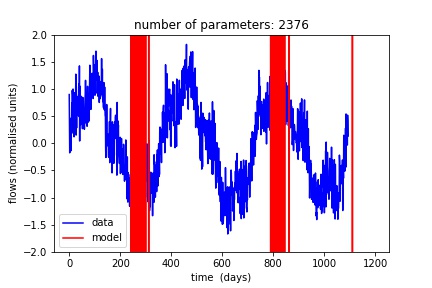 number of parameters: 2376
flows (normalised units)
2.0
1.5
1.0
0.5
0.0
−0.5
−1.0
−1.5
−2.0
data
model
0 200 400 600 800 1000 1200
time (days)